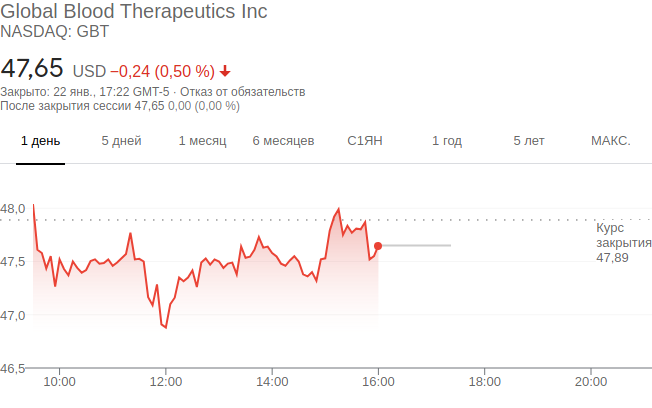 Global Blood Therapeutics Inc
NASDAQ: GBT
47,65 USD −0,24 (0,50 %)
Закрыто: 22 янв., 17:22 GMT-5 · Отказ от обязательств
После закрытия сессии 47,65 0,00 (0,00 %)
1 день 5 дней 1 месяц 6 месяцев С1ЯН 1 год 5 лет МАКС.
48,0
Курс
закрытия
47,89
47,5
47,0
46,5
10:00 12:00 14:00 16:00 18:00 20:00